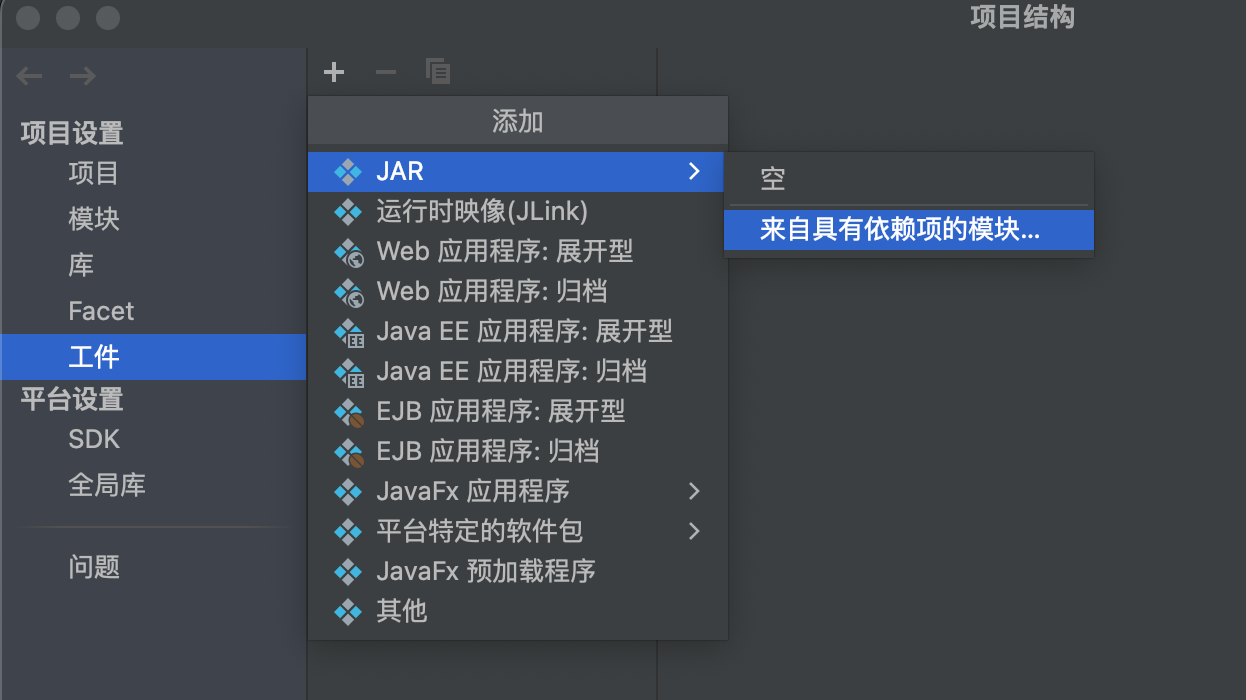 项目结构
项目设置
项目
模块
库
Facet
工件
平台设置
SDK
全局库
问题
添加
JAR
运行时映像(JLink)
Web 应用程序: 展开型
Web 应用程序: 归档
Java EE 应用程序: 展开型
Java EE 应用程序: 归档
EJB 应用程序: 展开型
EJB 应用程序: 归档
JavaFx 应用程序
平台特定的软件包
JavaFx 预加载程序
其他
空
来自具有依赖项的模块...